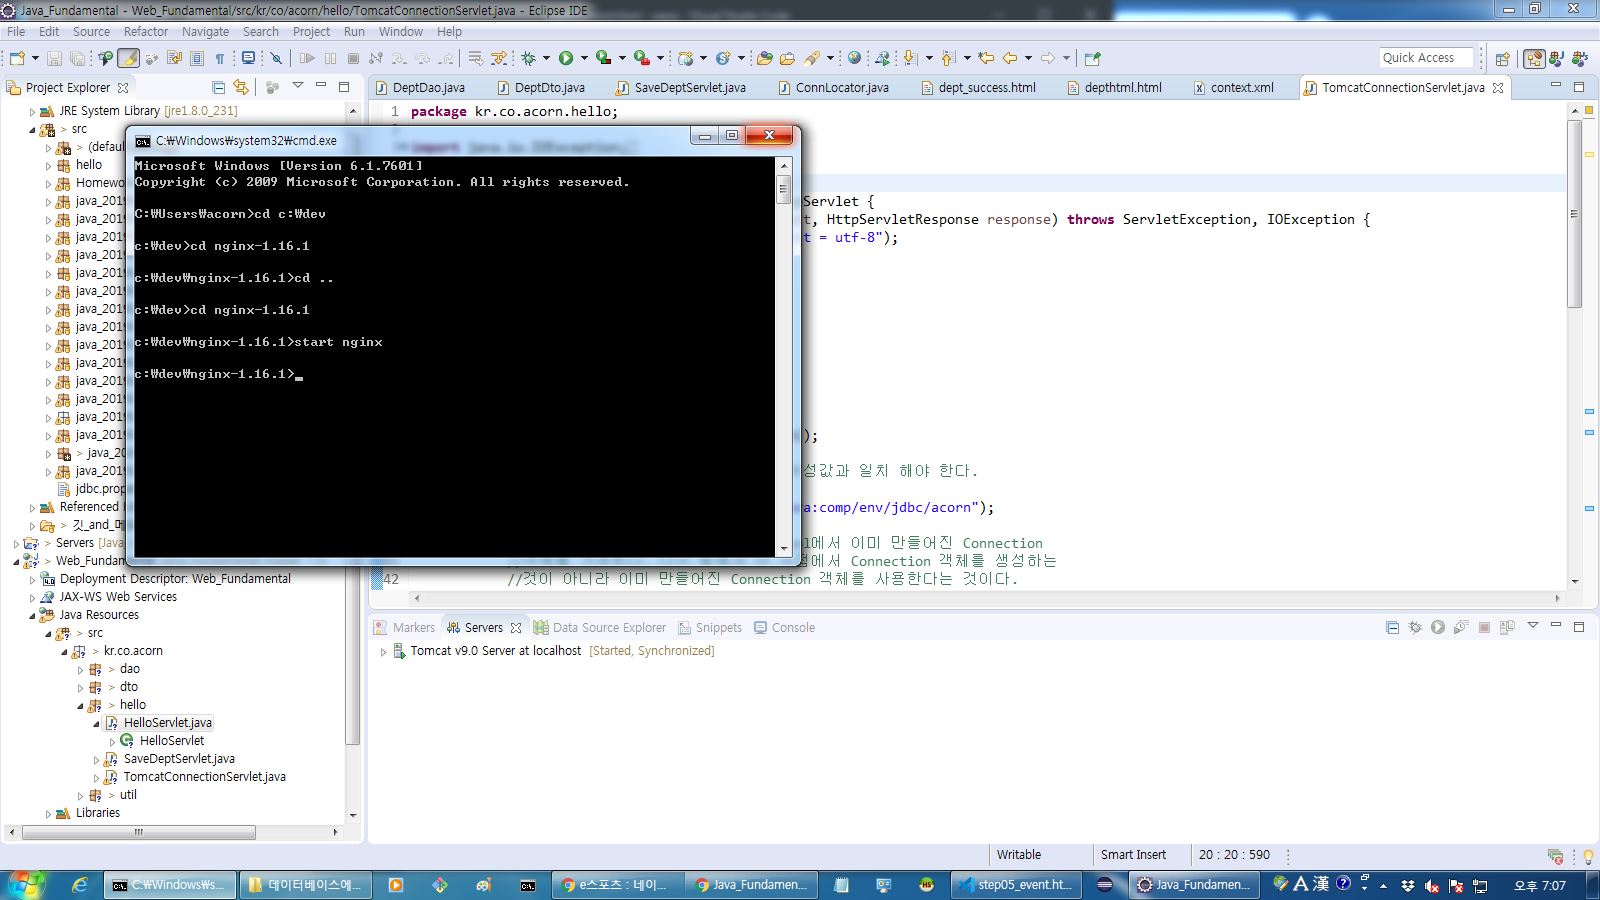 Java_Fundamental - Web_Fundamental/src/kr/co/acorn/hello/TomcatConnectionServlet.java - Eclipse IDE
File Edit Source Refactor Navigate Search Project Run Window Help
Quick Access
Project Explorer
DeptDao.java DeptDto.java SaveDeptServlet.java ConnLocator.java dept_success.html depthtml.html context.xml TomcatConnectionServlet.java
JRE System Library [jre1.8.0_231]
> src
> (defau
hello
Homewo
java_201
java_201
java_201
java_201
java_201
java_201
java_201
java_201
java_201
java_201
java_201
java_201
java_201
java_201
> java_20
java_201
jdbc.prop
Referenced
> 깃_and_메
> Servers [Java
> Web_Fundame
Deployment Descriptor: Web_Fundamental
JAX-WS Web Services
Java Resources
> src
> kr.co.acorn
> dao
> dto
> hello
HelloServlet.java
HelloServlet
SaveDeptServlet.java
TomcatConnectionServlet.java
> util
Libraries
C:₩Windows₩system32₩cmd.exe
Microsoft Windows [Version 6.1.7601]
Copyright (c) 2009 Microsoft Corporation. All rights reserved.
C:₩Users₩acorn>cd c:₩dev
c:₩dev>cd nginx-1.16.1
c:₩dev₩nginx-1.16.1>cd ..
c:₩dev>cd nginx-1.16.1
c:₩dev₩nginx-1.16.1>start nginx
c:₩dev₩nginx-1.16.1>
1 package kr.co.acorn.hello;
import java.io.IOException;
Servlet {
t, HttpServletResponse response) throws ServletException, IOException {
t = utf-8");
);
성값과 일치 해야 한다.
a:comp/env/jdbc/acorn");
에서 이미 만들어진 Connection
에서 Connection 객체를 생성하는
42 //것이 아니라 이미 만들어진 Connection 객체를 사용한다는 것이다.
Markers Servers Data Source Explorer Snippets Console
Tomcat v9.0 Server at localhost [Started, Synchronized]
Writable Smart Insert 20 : 20 : 590
C:₩Windows₩s... 데이터베이스에... e스포츠 : 네이... Java_Fundamen... step05_event.ht... Java_Fundamen... A 漢 오후 7:07